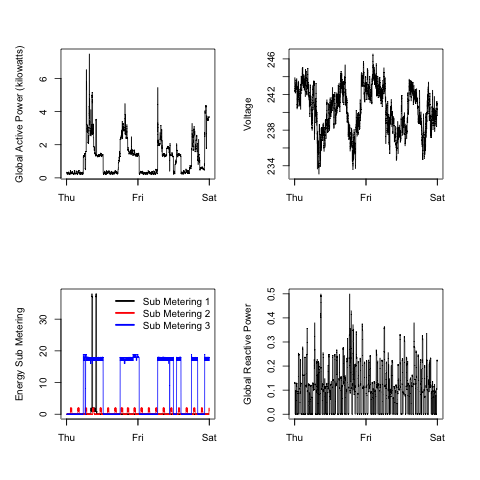 Global Active Power (kilowatts)
0 2 4 6
Thu Fri Sat
Voltage
234 238 242 246
Thu Fri Sat
Energy Sub Metering
0 10 20 30
Sub Metering 1
Sub Metering 2
Sub Metering 3
Thu Fri Sat
Global Reactive Power
0.0 0.1 0.2 0.3 0.4 0.5
Thu Fri Sat